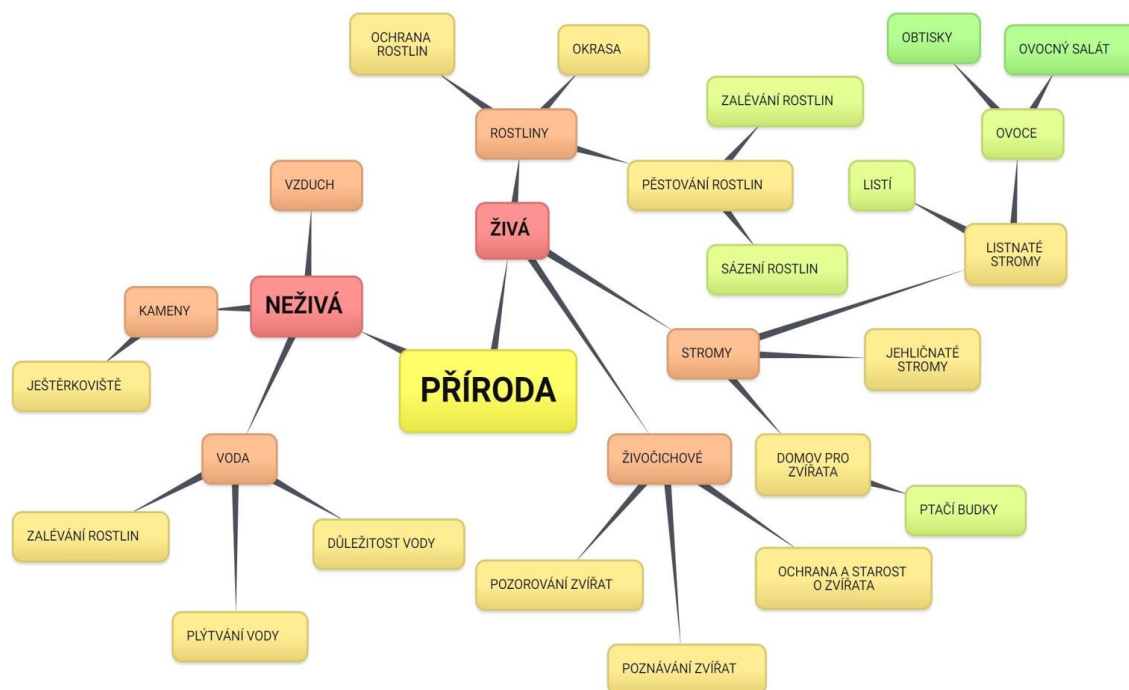 OCHRANA
ROSTLIN
OKRASA
OBTISKY
OVOCNÝ SALÁT
ZALÉVÁNÍ ROSTLIN
ROSTLINY
OVOCE
VZDUCH
PĚSTOVÁNÍ ROSTLIN
LISTÍ
ŽIVÁ
LISTNATÉ
STROMY
SÁZENÍ ROSTLIN
NEŽIVÁ
KAMENY
STROMY
JEHLIČNATÉ
STROMY
JEŠTĚRKOVIŠTĚ
PŘÍRODA
VODA
ŽIVOČICHOVÉ
DOMOV PRO
ZVÍŘATA
PTAČÍ BUDKY
ZALÉVÁNÍ ROSTLIN
DŮLEŽITOST VODY
POZOROVÁNÍ ZVÍŘAT
OCHRANA A STAROST
O ZVÍŘATA
PLÝTVÁNÍ VODY
POZNÁVÁNÍ ZVÍŘAT